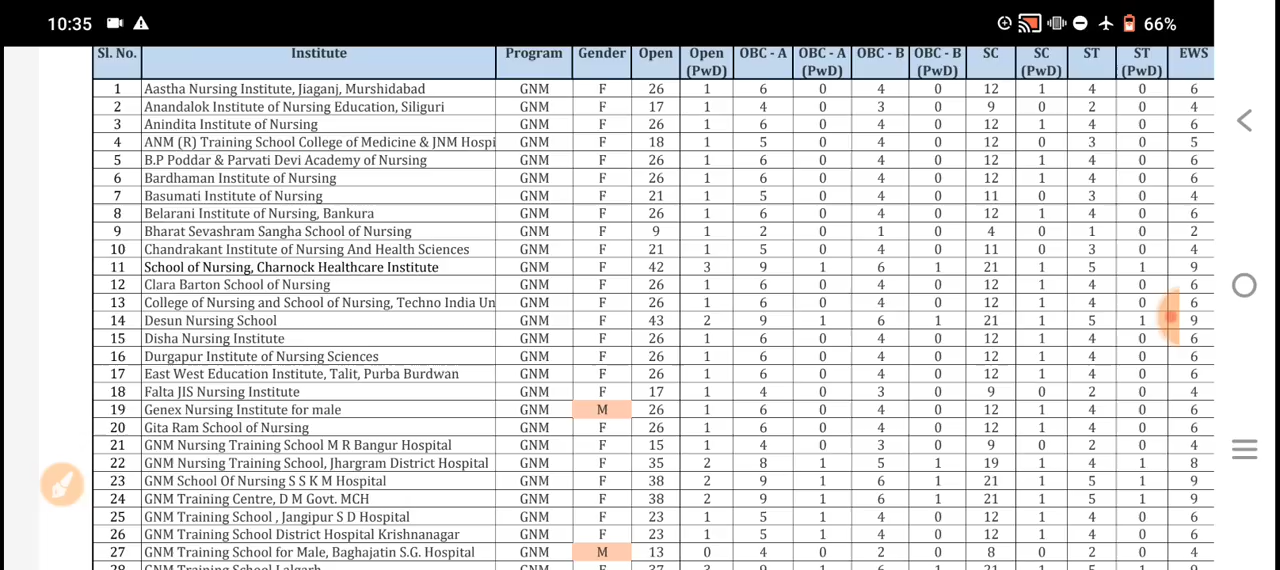 10:35 66%
Sl. No. Institute Program Gender Open Open (PwD) OBC - A OBC - A (PwD) OBC - B OBC - B (PwD) SC SC (PwD) ST ST (PwD) EWS
1 Aastha Nursing Institute, Jiaganj, Murshidabad GNM F 26 1 6 0 4 0 12 1 4 0 6
2 Anandalok Institute of Nursing Education, Siliguri GNM F 17 1 4 0 3 0 9 0 2 0 4
3 Anindita Institute of Nursing GNM F 26 1 6 0 4 0 12 1 4 0 6
4 ANM (R) Training School College of Medicine & JNM Hospi GNM F 18 1 5 0 4 0 12 0 3 0 5
5 B.P Poddar & Parvati Devi Academy of Nursing GNM F 26 1 6 0 4 0 12 1 4 0 6
6 Bardhaman Institute of Nursing GNM F 26 1 6 0 4 0 12 1 4 0 6
7 Basumati Institute of Nursing GNM F 21 1 5 0 4 0 11 0 3 0 4
8 Belarani Institute of Nursing, Bankura GNM F 26 1 6 0 4 0 12 1 4 0 6
9 Bharat Sevashram Sangha School of Nursing GNM F 9 1 2 0 1 0 4 0 1 0 2
10 Chandrakant Institute of Nursing And Health Sciences GNM F 21 1 5 0 4 0 11 0 3 0 4
11 School of Nursing, Charnock Healthcare Institute GNM F 42 3 9 1 6 1 21 1 5 1 9
12 Clara Barton School of Nursing GNM F 26 1 6 0 4 0 12 1 4 0 6
13 College of Nursing and School of Nursing, Techno India Un GNM F 26 1 6 0 4 0 12 1 4 0 6
14 Desun Nursing School GNM F 43 2 9 1 6 1 21 1 5 1 9
15 Disha Nursing Institute GNM F 26 1 6 0 4 0 12 1 4 0 6
16 Durgapur Institute of Nursing Sciences GNM F 26 1 6 0 4 0 12 1 4 0 6
17 East West Education Institute, Talit, Purba Burdwan GNM F 26 1 6 0 4 0 12 1 4 0 6
18 Falta JIS Nursing Institute GNM F 17 1 4 0 3 0 9 0 2 0 4
19 Genex Nursing Institute for male GNM M 26 1 6 0 4 0 12 1 4 0 6
20 Gita Ram School of Nursing GNM F 26 1 6 0 4 0 12 1 4 0 6
21 GNM Nursing Training School M R Bangur Hospital GNM F 15 1 4 0 3 0 9 0 2 0 4
22 GNM Nursing Training School, Jhargram District Hospital GNM F 35 2 8 1 5 1 19 1 4 1 8
23 GNM School Of Nursing S S K M Hospital GNM F 38 2 9 1 6 1 21 1 5 1 9
24 GNM Training Centre, D M Govt. MCH GNM F 38 2 9 1 6 1 21 1 5 1 9
25 GNM Training School , Jangipur S D Hospital GNM F 23 1 5 1 4 0 12 1 4 0 6
26 GNM Training School District Hospital Krishnanagar GNM F 23 1 5 1 4 0 12 1 4 0 6
27 GNM Training School for Male, Baghajatin S.G. Hospital GNM M 13 0 4 0 2 0 8 0 2 0 4
28 GNM Training School Lalgarh GNM F 37 3 9 1 6 1 21 1 5 1 9